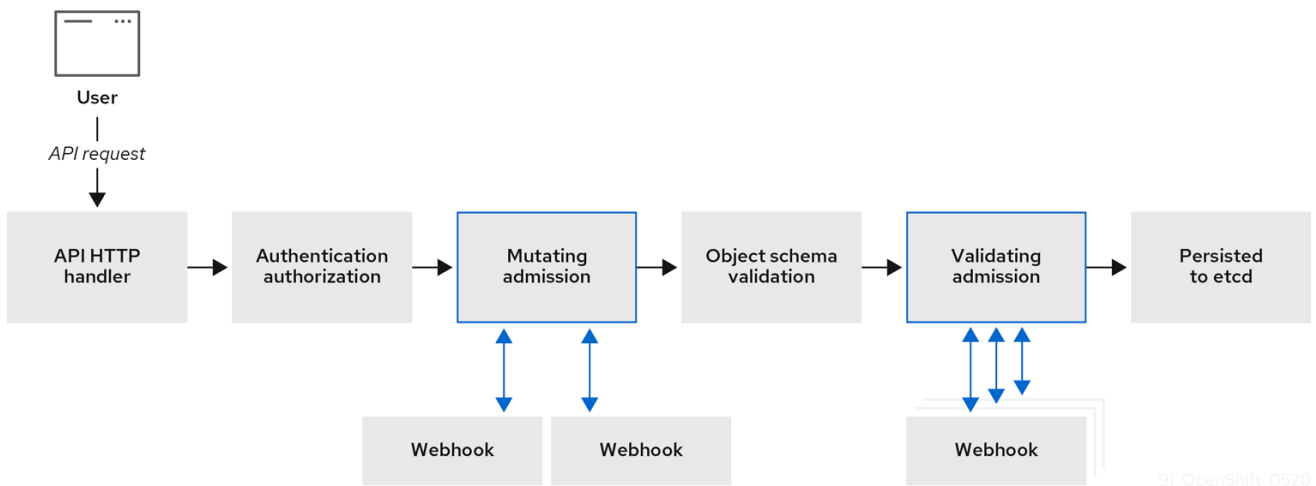 User
API request
API HTTP
handler
Authentication
authorization
Mutating
admission
Object schema
validation
Validating
admission
Persisted
to etcd
Webhook
Webhook
Webhook
91_OpenShift_0520